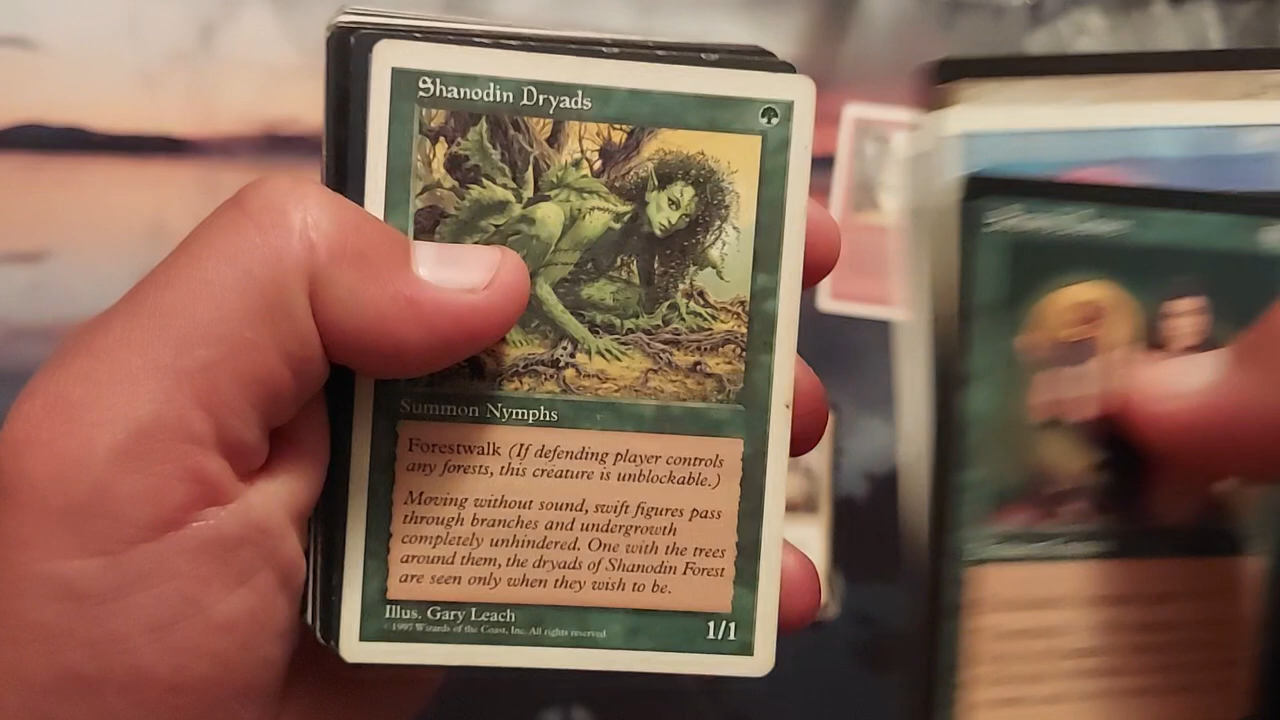 Shanodin Dryads
Summon Nymphs
Forestwalk (If defending player controls
any forests, this creature is unblockable.)
Moving without sound, swift figures pass
through branches and undergrowth
completely unhindered. One with the trees
around them, the dryads of Shanodin Forest
are seen only when they wish to be.
Illus. Gary Leach
© 1997 Wizards of the Coast, Inc. All rights reserved
1/1